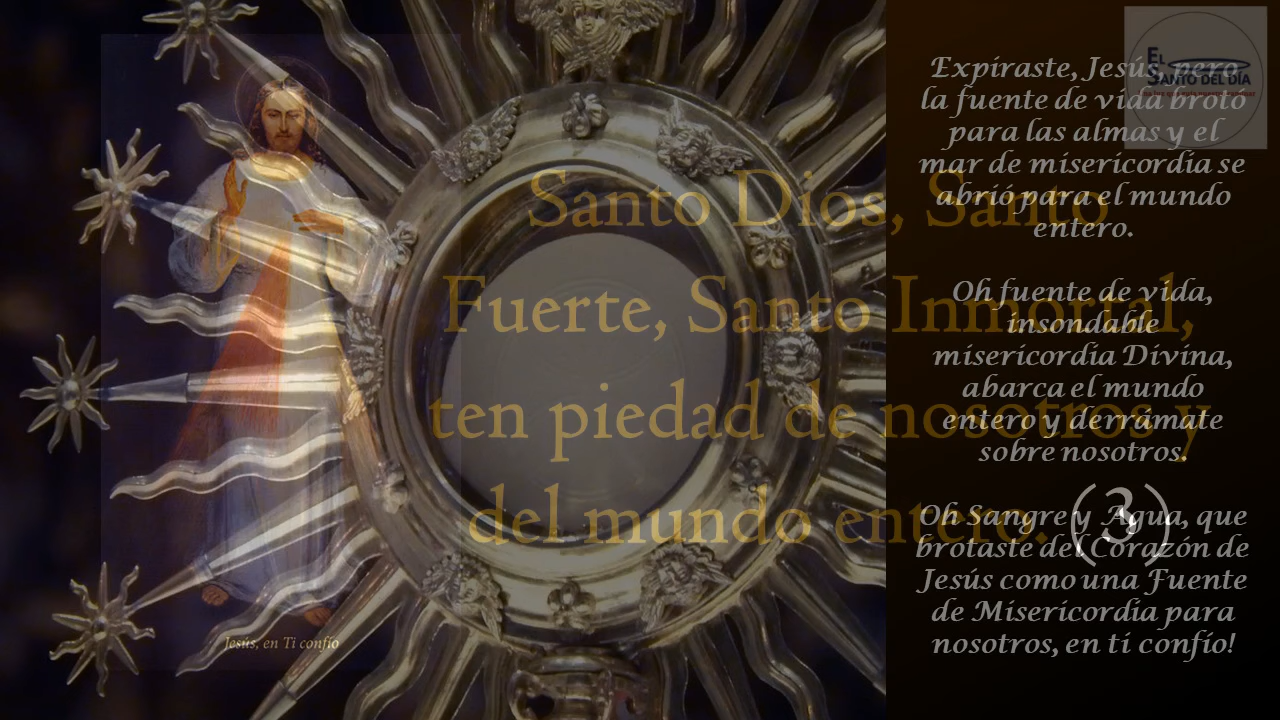 EL
SANTO DEL DÍA
Expiraste, Jesús, pero
la fuente de vida brotó
para las almas y el
mar de misericordia se
abrió para el mundo
entero.
Oh fuente de vida,
insondable
misericordia Divina,
abarca el mundo
entero y derrámate
sobre nosotros.
Oh Sangre y Agua, que
brotaste del Corazón de
Jesús como una Fuente
de Misericordia para
nosotros, en ti confío!
Santo Dios, Santo
Fuerte, Santo Inmortal,
ten piedad de nosotros y
del mundo entero.
(3)
Jesús, en Ti confío